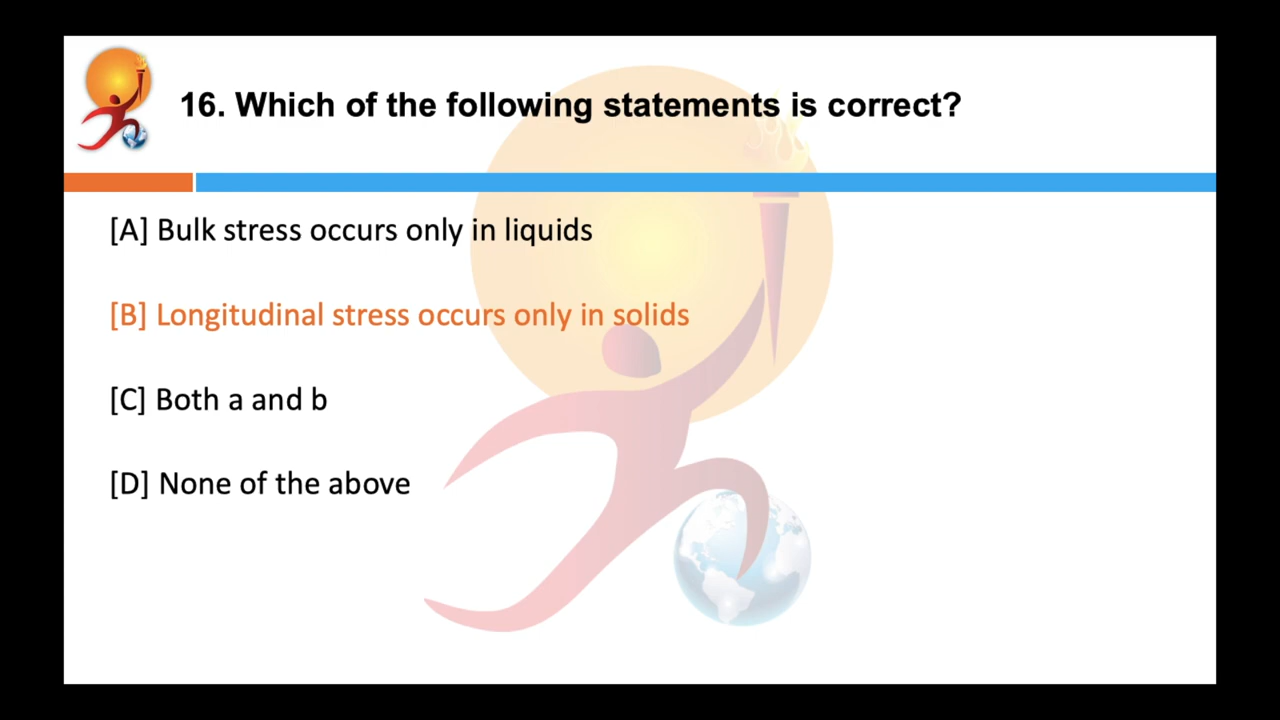 16. Which of the following statements is correct?
[A] Bulk stress occurs only in liquids
[B] Longitudinal stress occurs only in solids
[C] Both a and b
[D] None of the above